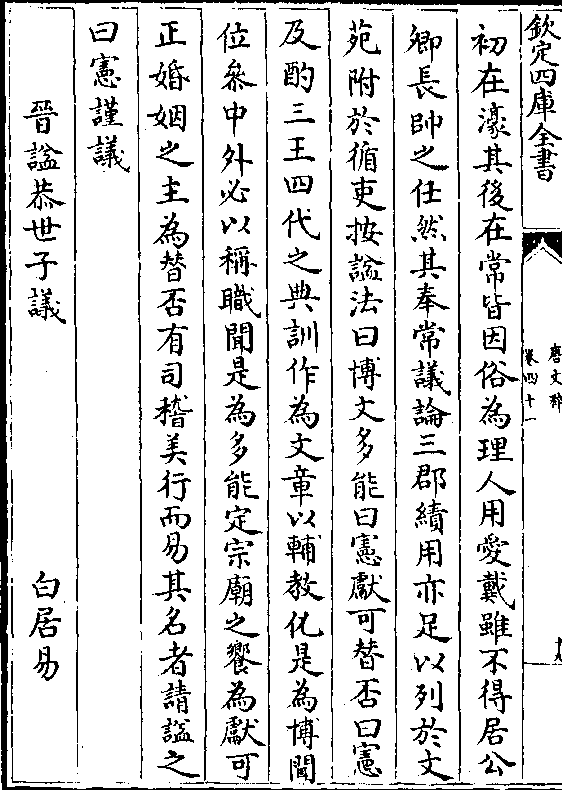 欽定四庫全書
唐文粹
卷四十一
初在濠其後在常皆因俗為理人用愛戴雖不得居公
卿長帥之任然其奉常議論三郡績用亦足以列於文
苑附於循吏按諡法曰博文多能曰憲獻可替否曰憲
及酌三王四代之典訓作為文章以輔教化是為博聞
位叅中外必以稱職聞是為多能定宗廟之饗為獻可
正婚姻之主為替否有司稽美行而易其名者請諡之
曰憲謹議
晉諡恭世子議
白居易